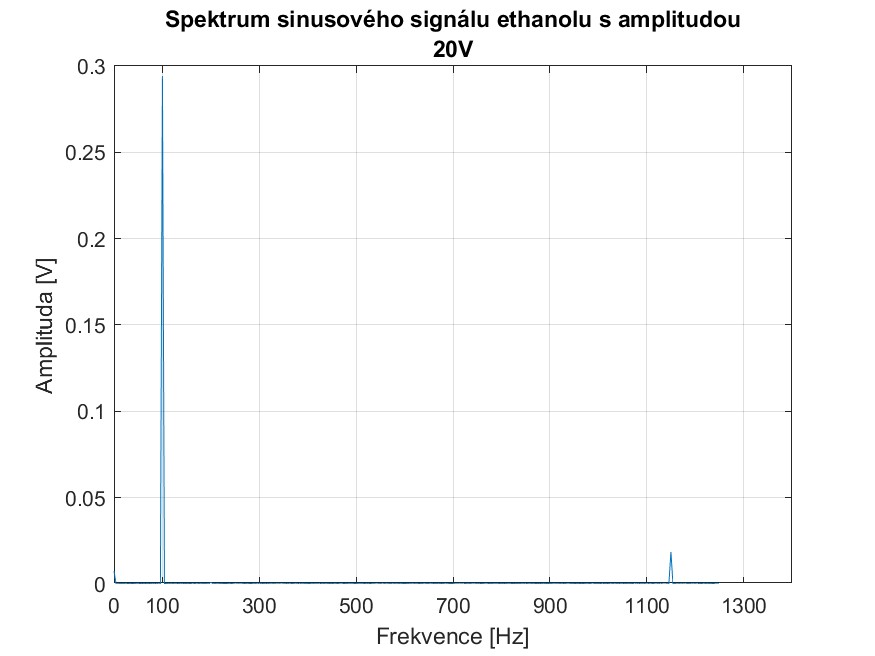 Spektrum sinusového signálu ethanolu s amplitudou
20V
0.3
0.25
0.2
0.15
0.1
0.05
0
Amplituda [V]
0 100 300 500 700 900 1100 1300
Frekvence [Hz]